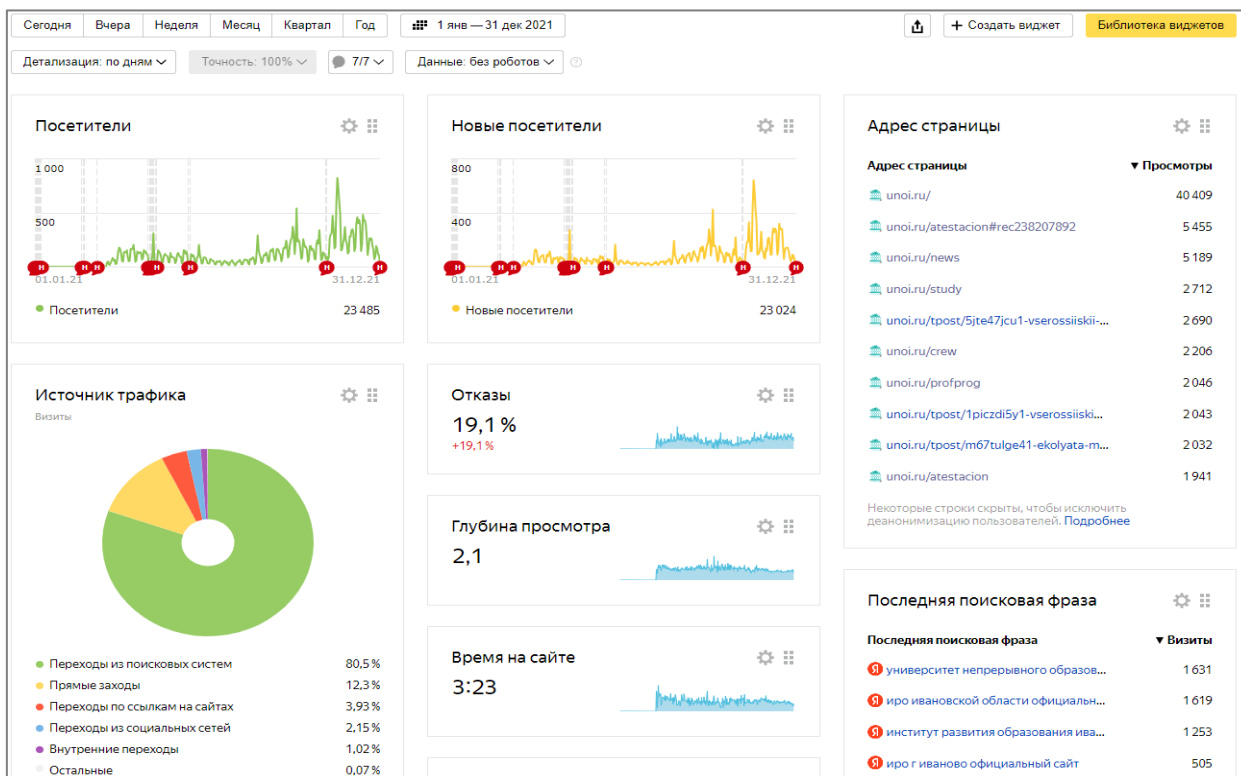 Сегодня Вчера Неделя Месяц Квартал Год 1 янв — 31 дек 2021 + Создать виджет Библиотека виджетов
Детализация: по дням Точность: 100% 7/7 Данные: без роботов ?
Посетители
1 000
500
Н Н Н Н Н Н Н
01.01.21 31.12.21
Посетители 23 485
Новые посетители
800
400
Н Н Н Н Н Н Н
01.01.21 31.12.21
Новые посетители 23 024
Адрес страницы
Адрес страницы ▼ Просмотры
unoi.ru/ 40 409
unoi.ru/atestacion#rec238207892 5 455
unoi.ru/news 5 189
unoi.ru/study 2 712
unoi.ru/tpost/5jte47jcu1-vserossiiskii-... 2 690
unoi.ru/crew 2 206
unoi.ru/profprog 2 046
unoi.ru/tpost/1piczdi5y1-vserossiiski... 2 043
unoi.ru/tpost/m67tulge41-ekolyata-m... 2 032
unoi.ru/atestacion 1 941
Некоторые строки скрыты, чтобы исключить
деанонимизацию пользователей. Подробнее
Источник трафика
Визиты
Переходы из поисковых систем 80,5 %
Прямые заходы 12,3 %
Переходы по ссылкам на сайтах 3,93 %
Переходы из социальных сетей 2,15 %
Внутренние переходы 1,02 %
Остальные 0,07 %
Отказы
19,1 %
+19,1 %
Глубина просмотра
2,1
Время на сайте
3:23
Последняя поисковая фраза
Последняя поисковая фраза ▼ Визиты
Я университет непрерывного образов... 1 631
Я иро ивановской области официальн... 1 619
Я институт развития образования ива... 1 253
Я иро г иваново официальный сайт 505